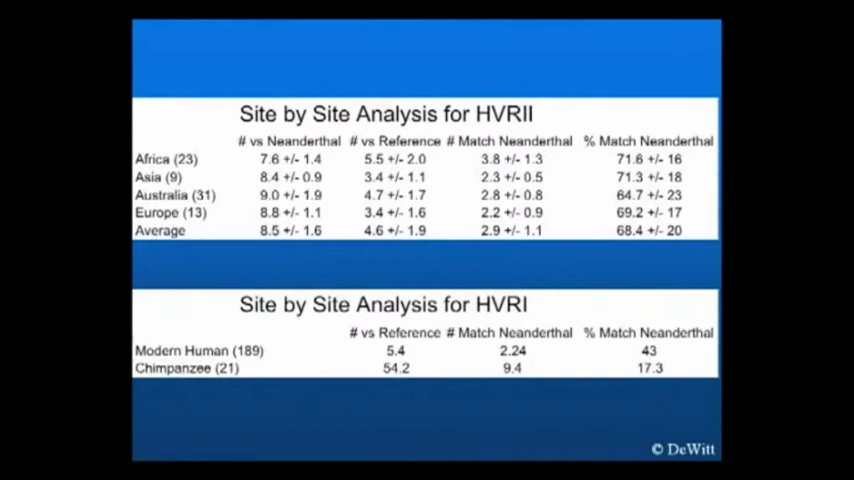 Site by Site Analysis for HVRII
# vs Neanderthal # vs Reference # Match Neanderthal % Match Neanderthal
Africa (23) 7.6 +/- 1.4 5.5 +/- 2.0 3.8 +/- 1.3 71.6 +/- 16
Asia (9) 8.4 +/- 0.9 3.4 +/- 1.1 2.3 +/- 0.5 71.3 +/- 18
Australia (31) 9.0 +/- 1.9 4.7 +/- 1.7 2.8 +/- 0.8 64.7 +/- 23
Europe (13) 8.8 +/- 1.1 3.4 +/- 1.6 2.2 +/- 0.9 69.2 +/- 17
Average 8.5 +/- 1.6 4.6 +/- 1.9 2.9 +/- 1.1 68.4 +/- 20
Site by Site Analysis for HVRI
# vs Reference # Match Neanderthal % Match Neanderthal
Modern Human (189) 5.4 2.24 43
Chimpanzee (21) 54.2 9.4 17.3
© DeWitt